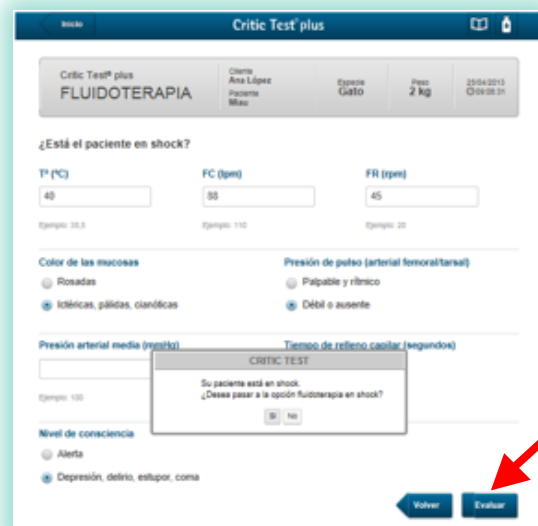 Inicio
Critic Test plus
Critic Test® plus
FLUIDOTERAPIA
Cliente
Ana López
Paciente
Miau
Especie
Gato
Peso
2 kg
25/04/2013
09:08:31
¿Está el paciente en shock?
Tª (ºC)
FC (lpm)
FR (rpm)
40
88
45
Ejemplo: 38,5
Ejemplo: 110
Ejemplo: 20
Color de las mucosas
Presión de pulso (arterial femoral/tarsal)
Rosadas
Palpable y rítmico
Ictéricas, pálidas, cianóticas
Débil o ausente
Presión arterial media (mmHg)
Tiempo de relleno capilar (segundos)
Ejemplo: 100
CRITIC TEST
Su paciente está en shock.
¿Desea pasar a la opción fluidoterapia en shock?
Sí
No
Nivel de consciencia
Alerta
Depresión, delirio, estupor, coma
Volver
Evaluar